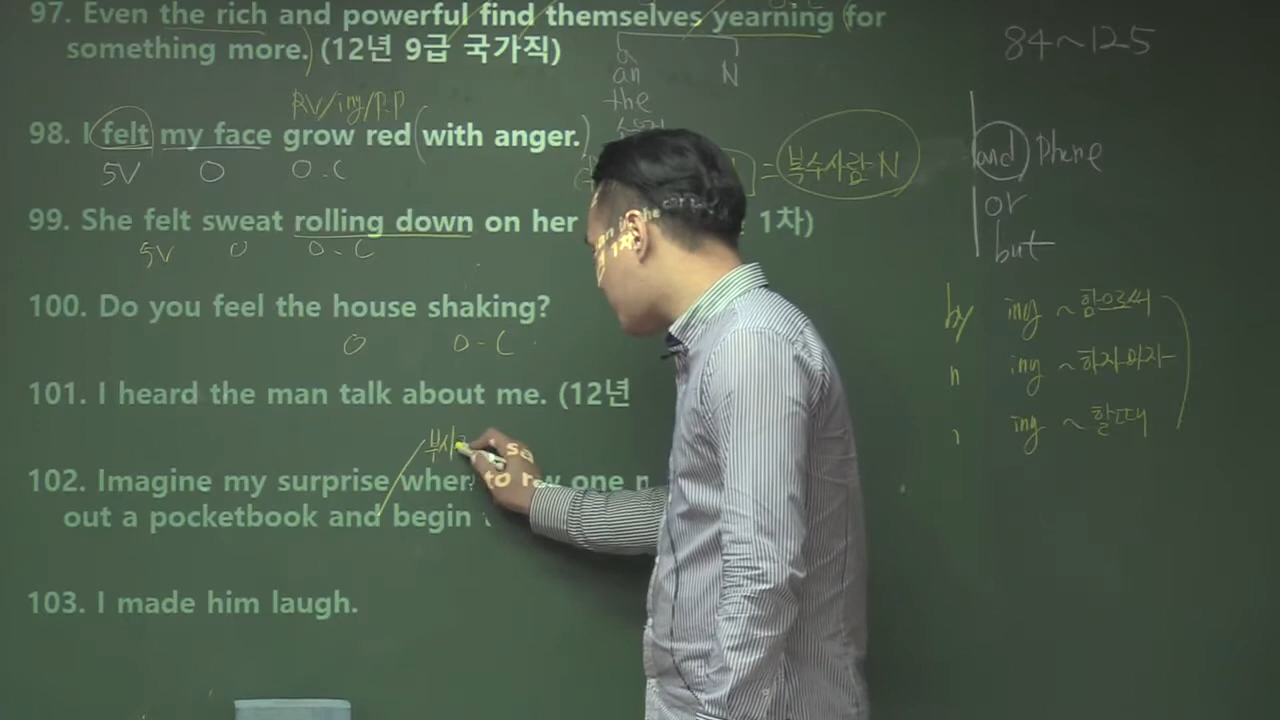 97. Even the rich and powerful find themselves yearning (for
something more.) (12년 9급 국가직)
84~125
a
an N
the
RV/ing/P.P
98. I felt my face grow red (with anger.)
5V O O.C
= 복수사람 N
and Phone
or
but
99. She felt sweat rolling down on her 1차)
5V O O.C
100. Do you feel the house shaking?
O O.C
by ing ~함으로써
n ing ~하자마자
ing ~할때
101. I heard the man talk about me. (12년
부사
102. Imagine my surprise when one
out a pocketbook and begin
103. I made him laugh.